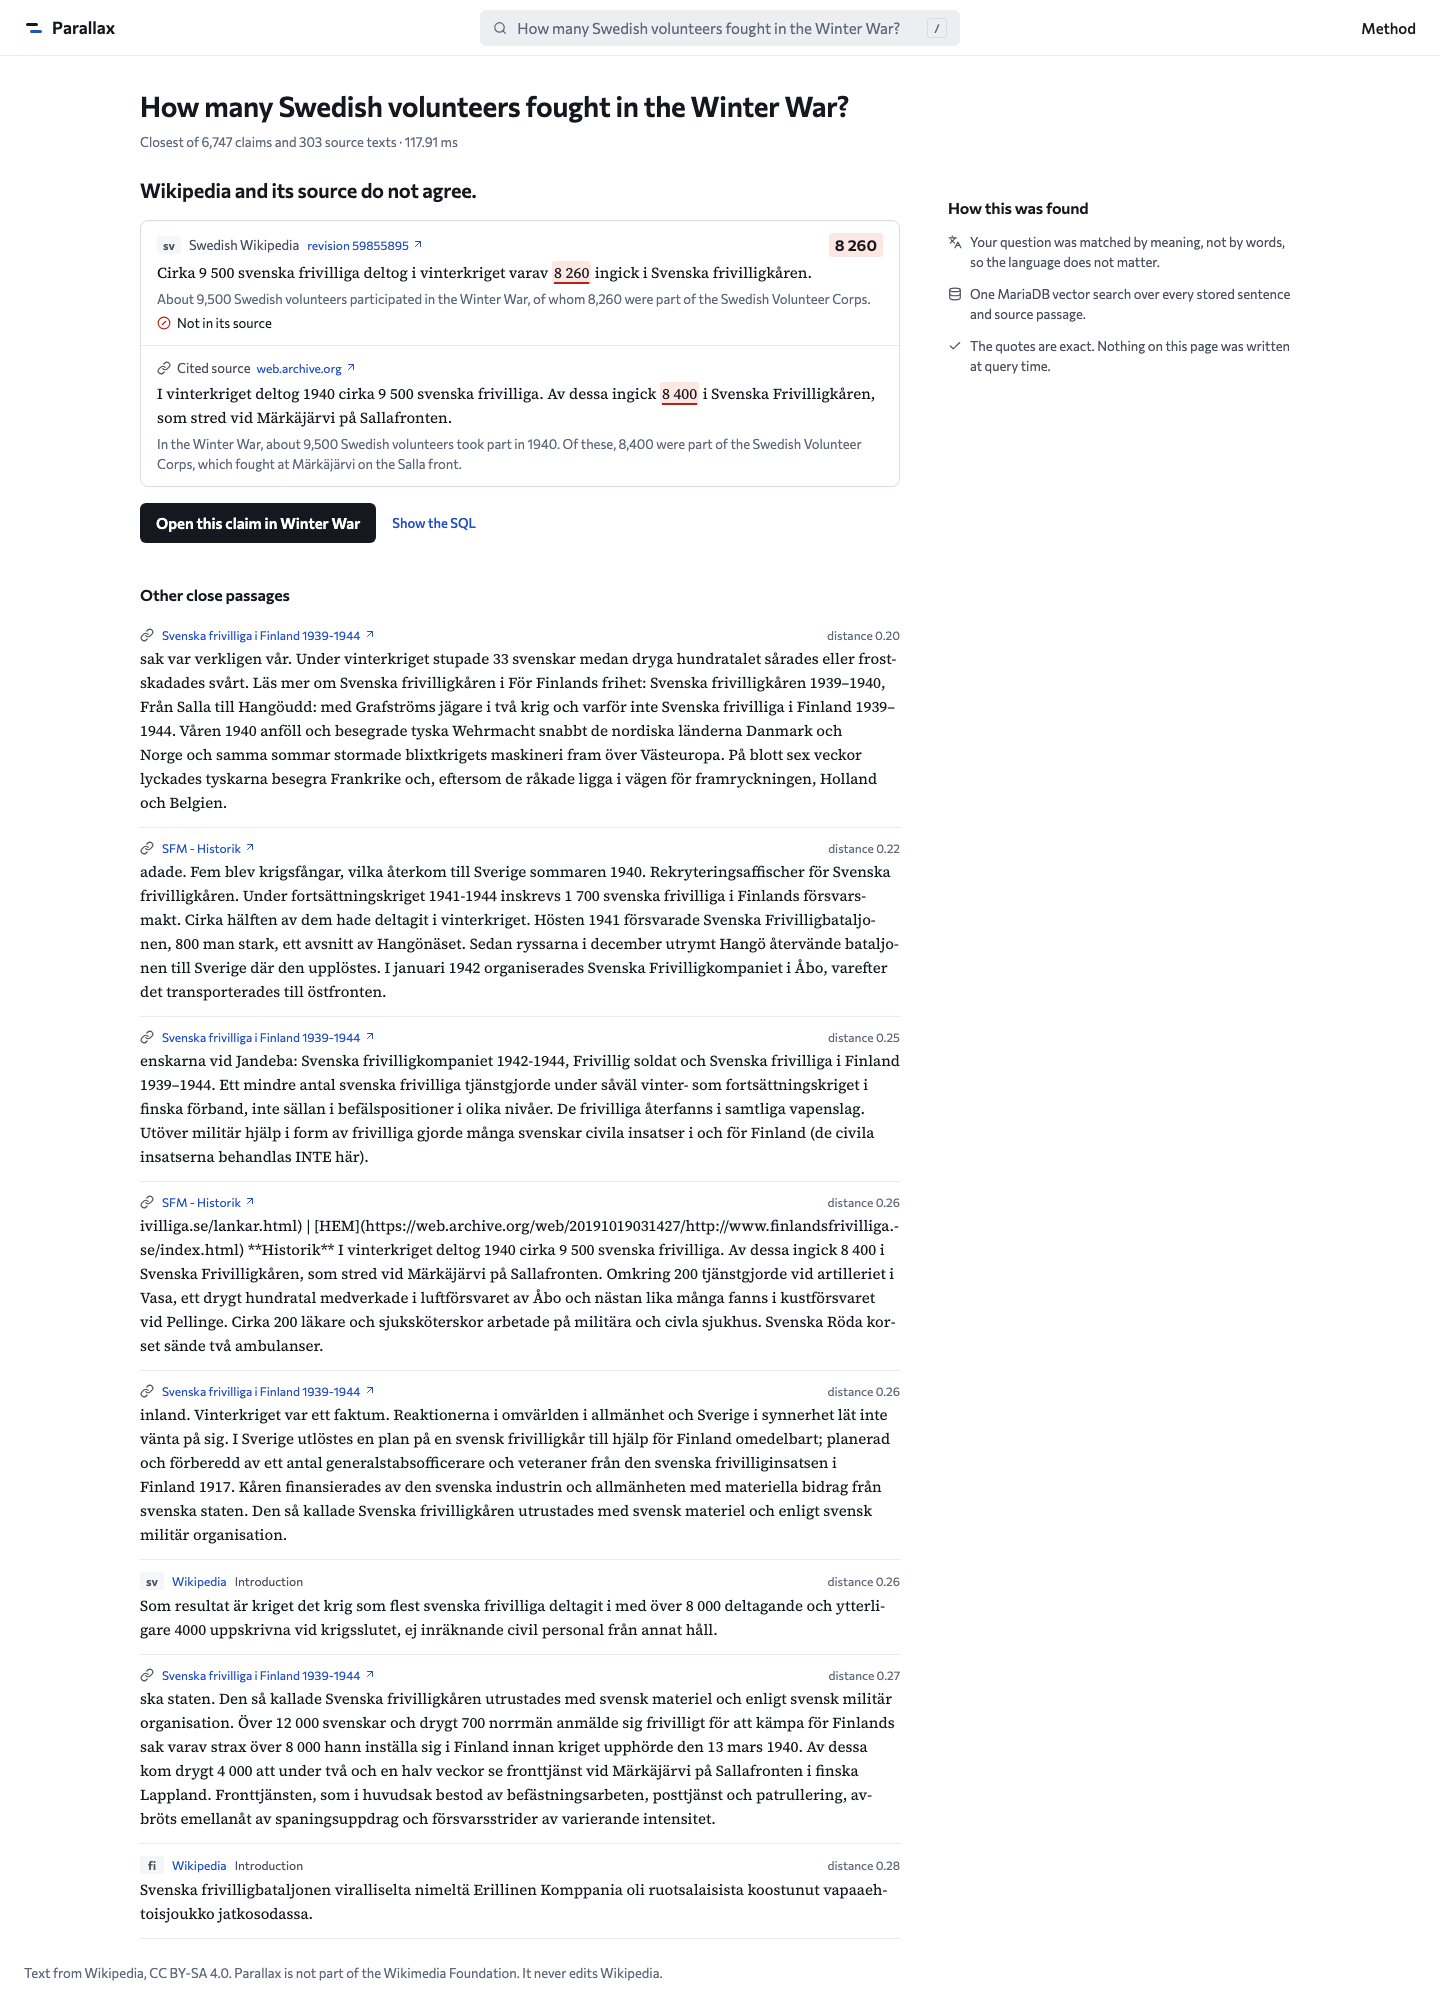 Parallax
How many Swedish volunteers fought in the Winter War?
/
Method
How many Swedish volunteers fought in the Winter War?
Closest of 6,747 claims and 303 source texts · 117.91 ms
Wikipedia and its source do not agree.
sv Swedish Wikipedia revision 59855895
8 260
Cirka 9 500 svenska frivilliga deltog i vinterkriget varav 8 260 ingick i Svenska frivilligkåren.
About 9,500 Swedish volunteers participated in the Winter War, of whom 8,260 were part of the Swedish Volunteer Corps.
Not in its source
Cited source web.archive.org
I vinterkriget deltog 1940 cirka 9 500 svenska frivilliga. Av dessa ingick 8 400 i Svenska Frivilligkåren,
som stred vid Märkäjärvi på Sallafronten.
In the Winter War, about 9,500 Swedish volunteers took part in 1940. Of these, 8,400 were part of the Swedish Volunteer
Corps, which fought at Märkäjärvi on the Salla front.
Open this claim in Winter War
Show the SQL
How this was found
Your question was matched by meaning, not by words,
so the language does not matter.
One MariaDB vector search over every stored sentence
and source passage.
The quotes are exact. Nothing on this page was written
at query time.
Other close passages
Svenska frivilliga i Finland 1939-1944
distance 0.20
sak var verkligen vår. Under vinterkriget stupade 33 svenskar medan dryga hundratalet sårades eller frost-
skadades svårt. Läs mer om Svenska frivilligkåren i För Finlands frihet: Svenska frivilligkåren 1939–1940,
Från Salla till Hangöudd: med Grafströms jägare i två krig och varför inte Svenska frivilliga i Finland 1939–
1944. Våren 1940 anföll och besegrade tyska Wehrmacht snabbt de nordiska länderna Danmark och
Norge och samma sommar stormade blixtkrigets maskineri fram över Västeuropa. På blott sex veckor
lyckades tyskarna besegra Frankrike och, eftersom de råkade ligga i vägen för framryckningen, Holland
och Belgien.
SFM - Historik
distance 0.22
adade. Fem blev krigsfångar, vilka återkom till Sverige sommaren 1940. Rekryteringsaffischer för Svenska
frivilligkåren. Under fortsättningskriget 1941-1944 inskrevs 1 700 svenska frivilliga i Finlands försvars-
makt. Cirka hälften av dem hade deltagit i vinterkriget. Hösten 1941 försvarade Svenska Frivilligbataljo-
nen, 800 man stark, ett avsnitt av Hangönäset. Sedan ryssarna i december utrymt Hangö återvände bataljo-
nen till Sverige där den upplöstes. I januari 1942 organiserades Svenska Frivilligkompaniet i Åbo, varefter
det transporterades till östfronten.
Svenska frivilliga i Finland 1939-1944
distance 0.25
enskarna vid Jandeba: Svenska frivilligkompaniet 1942-1944, Frivillig soldat och Svenska frivilliga i Finland
1939–1944. Ett mindre antal svenska frivilliga tjänstgjorde under såväl vinter- som fortsättningskriget i
finska förband, inte sällan i befälspositioner i olika nivåer. De frivilliga återfanns i samtliga vapenslag.
Utöver militär hjälp i form av frivilliga gjorde många svenskar civila insatser i och för Finland (de civila
insatserna behandlas INTE här).
SFM - Historik
distance 0.26
ivilliga.se/lankar.html) | [HEM](https://web.archive.org/web/20191019031427/http://www.finlandsfrivilliga.-
se/index.html) **Historik** I vinterkriget deltog 1940 cirka 9 500 svenska frivilliga. Av dessa ingick 8 400 i
Svenska Frivilligkåren, som stred vid Märkäjärvi på Sallafronten. Omkring 200 tjänstgjorde vid artilleriet i
Vasa, ett drygt hundratal medverkade i luftförsvaret av Åbo och nästan lika många fanns i kustförsvaret
vid Pellinge. Cirka 200 läkare och sjuksköterskor arbetade på militära och civla sjukhus. Svenska Röda kor-
set sände två ambulanser.
Svenska frivilliga i Finland 1939-1944
distance 0.26
inland. Vinterkriget var ett faktum. Reaktionerna i omvärlden i allmänhet och Sverige i synnerhet lät inte
vänta på sig. I Sverige utlöstes en plan på en svensk frivilligkår till hjälp för Finland omedelbart; planerad
och förberedd av ett antal generalstabsofficerare och veteraner från den svenska frivilliginsatsen i
Finland 1917. Kåren finansierades av den svenska industrin och allmänheten med materiella bidrag från
svenska staten. Den så kallade Svenska frivilligkåren utrustades med svensk materiel och enligt svensk
militär organisation.
sv Wikipedia Introduction
distance 0.26
Som resultat är kriget det krig som flest svenska frivilliga deltagit i med över 8 000 deltagande och ytterli-
gare 4000 uppskrivna vid krigsslutet, ej inräknande civil personal från annat håll.
Svenska frivilliga i Finland 1939-1944
distance 0.27
ska staten. Den så kallade Svenska frivilligkåren utrustades med svensk materiel och enligt svensk militär
organisation. Över 12 000 svenskar och drygt 700 norrmän anmälde sig frivilligt för att kämpa för Finlands
sak varav strax över 8 000 hann inställa sig i Finland innan kriget upphörde den 13 mars 1940. Av dessa
kom drygt 4 000 att under två och en halv veckor se fronttjänst vid Märkäjärvi på Sallafronten i finska
Lappland. Fronttjänsten, som i huvudsak bestod av befästningsarbeten, posttjänst och patrullering, av-
bröts emellanåt av spaningsuppdrag och försvarsstrider av varierande intensitet.
fi Wikipedia Introduction
distance 0.28
Svenska frivilligbataljonen viralliselta nimeltä Erillinen Komppania oli ruotsalaisista koostunut vapaaeh-
toisjoukko jatkosodassa.
Text from Wikipedia, CC BY-SA 4.0. Parallax is not part of the Wikimedia Foundation. It never edits Wikipedia.